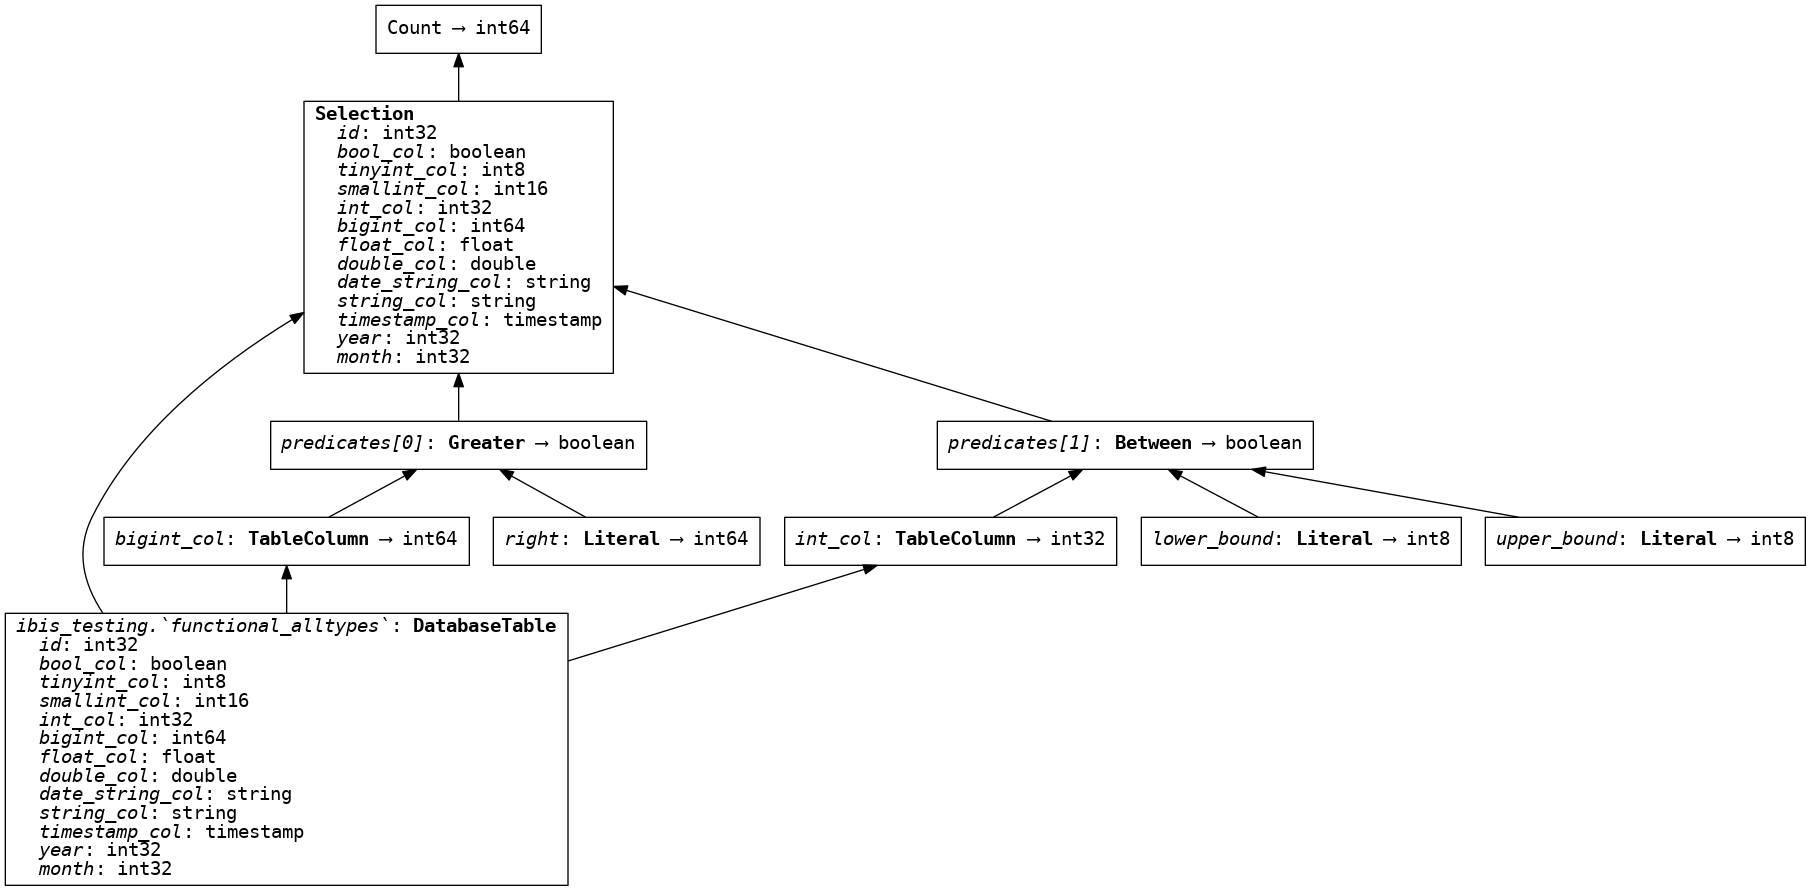 Count → int64
Selection
id: int32
bool_col: boolean
tinyint_col: int8
smallint_col: int16
int_col: int32
bigint_col: int64
float_col: float
double_col: double
date_string_col: string
string_col: string
timestamp_col: timestamp
year: int32
month: int32
predicates[0]: Greater → boolean
predicates[1]: Between → boolean
bigint_col: TableColumn → int64
right: Literal → int64
int_col: TableColumn → int32
lower_bound: Literal → int8
upper_bound: Literal → int8
ibis_testing.`functional_alltypes`: DatabaseTable
id: int32
bool_col: boolean
tinyint_col: int8
smallint_col: int16
int_col: int32
bigint_col: int64
float_col: float
double_col: double
date_string_col: string
string_col: string
timestamp_col: timestamp
year: int32
month: int32